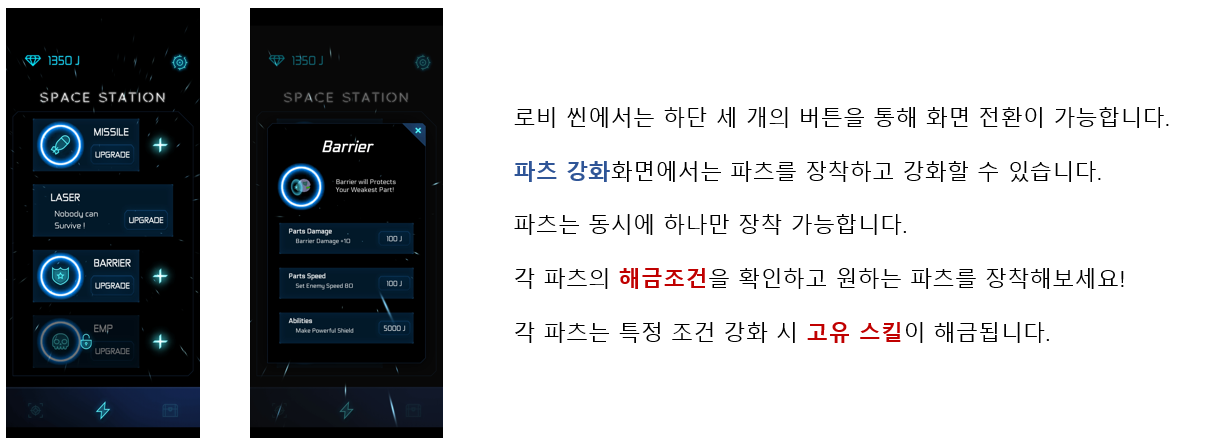 1350 J
SPACE STATION
MISSILE
UPGRADE
LASER
Nobody can
Survive !
UPGRADE
BARRIER
UPGRADE
EMP
UPGRADE
1350 J
SPACE STATION
Barrier
Barrier will Protects
Your Weakest Part!
Parts Damage
Barrier Damage +10
100 J
Parts Speed
Set Enemy Speed 80
100 J
Abilities
Make Powerful Shield
5000 J
로비 씬에서는 하단 세 개의 버튼을 통해 화면 전환이 가능합니다.
파츠 강화화면에서는 파츠를 장착하고 강화할 수 있습니다.
파츠는 동시에 하나만 장착 가능합니다.
각 파츠의 해금조건을 확인하고 원하는 파츠를 장착해보세요!
각 파츠는 특정 조건 강화 시 고유 스킬이 해금됩니다.